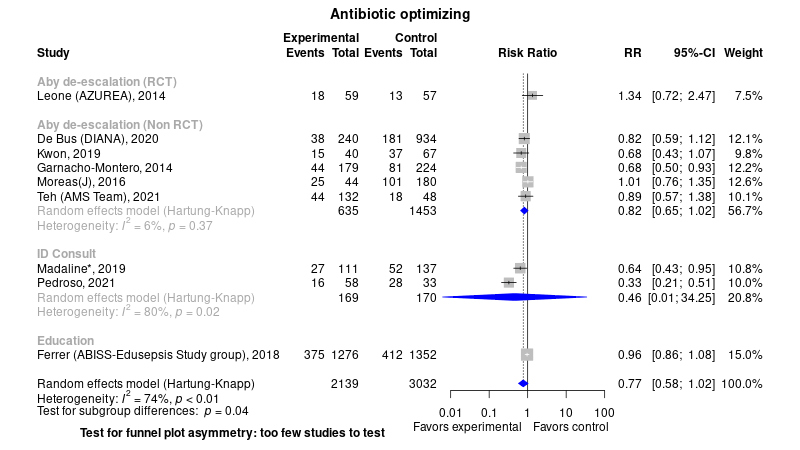 Antibiotic optimizing
Experimental Control
Study Events Total Events Total Risk Ratio RR 95%-CI Weight
Aby de-escalation (RCT)
Leone (AZUREA), 2014 18 59 13 57 1.34 [0.72; 2.47] 7.5%
Aby de-escalation (Non RCT)
De Bus (DIANA), 2020 38 240 181 934 0.82 [0.59; 1.12] 12.1%
Kwon, 2019 15 40 37 67 0.68 [0.43; 1.07] 9.8%
Garnacho-Montero, 2014 44 179 81 224 0.68 [0.50; 0.93] 12.2%
Moreas(J), 2016 25 44 101 180 1.01 [0.76; 1.35] 12.6%
Teh (AMS Team), 2021 44 132 18 48 0.89 [0.57; 1.38] 10.1%
Random effects model (Hartung-Knapp) 635 1453 0.82 [0.65; 1.02] 56.7%
Heterogeneity: I² = 6%, p = 0.37
ID Consult
Madaline*, 2019 27 111 52 137 0.64 [0.43; 0.95] 10.8%
Pedroso, 2021 16 58 28 33 0.33 [0.21; 0.51] 10.0%
Random effects model (Hartung-Knapp) 169 170 0.46 [0.01; 34.25] 20.8%
Heterogeneity: I² = 80%, p = 0.02
Education
Ferrer (ABISS-Edusepsis Study group), 2018 375 1276 412 1352 0.96 [0.86; 1.08] 15.0%
Random effects model (Hartung-Knapp) 2139 3032 0.77 [0.58; 1.02] 100.0%
Heterogeneity: I² = 74%, p < 0.01
Test for subgroup differences: p = 0.04
0.01 0.1 1 10 100
Favors experimental Favors control
Test for funnel plot asymmetry: too few studies to test